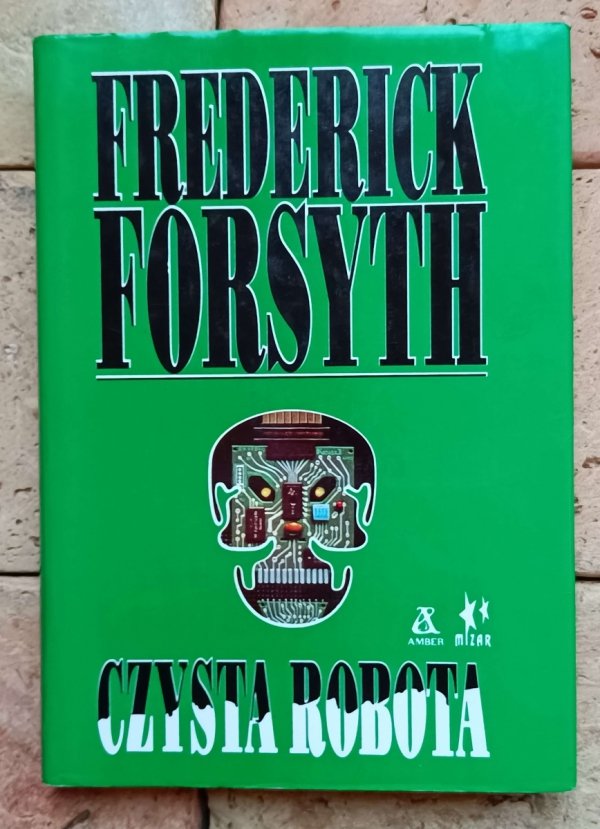 FREDERICK
FORSYTH
AMBER
MIZAR
CZYSTA ROBOTA